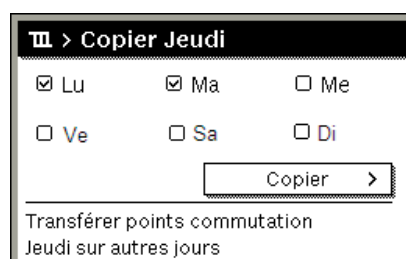 > Copier Jeudi
Lu Ma Me
Ve Sa Di
Copier >
Transférer points commutation
Jeudi sur autres jours